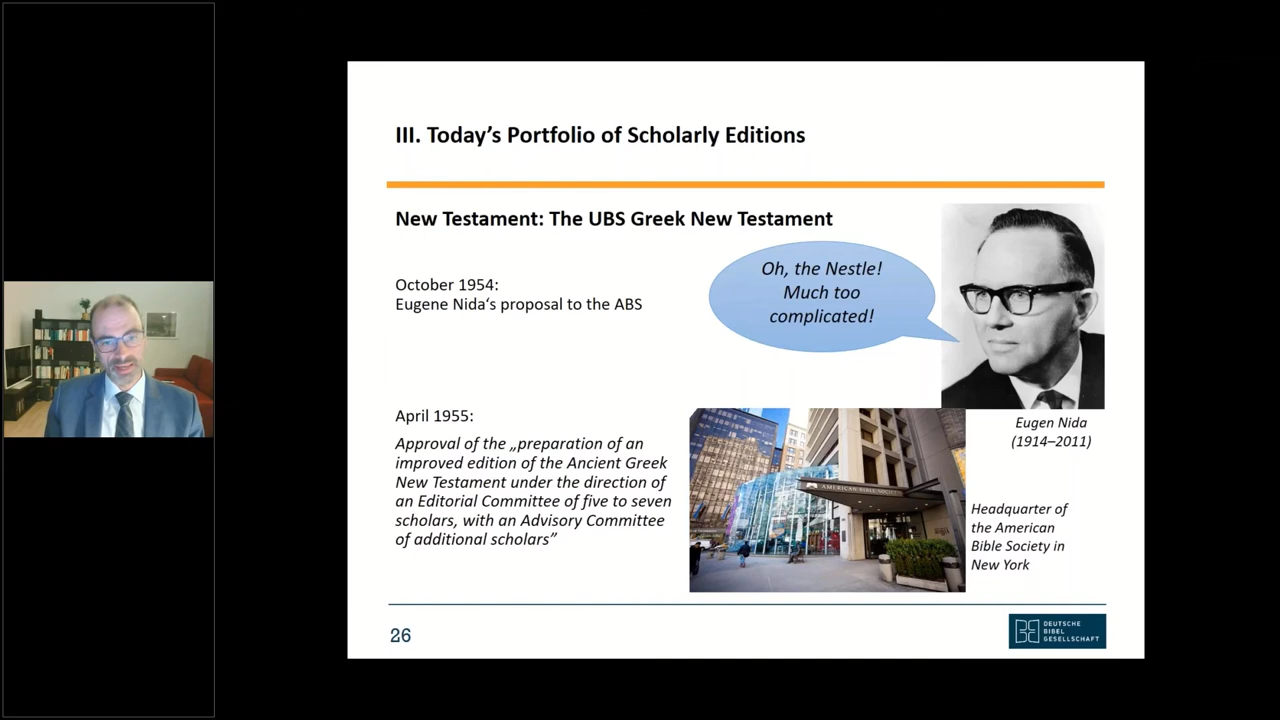 III. Today's Portfolio of Scholarly Editions
New Testament: The UBS Greek New Testament
October 1954:
Eugene Nida‘s proposal to the ABS
Oh, the Nestle!
Much too
complicated!
April 1955:
Approval of the „preparation of an
improved edition of the Ancient Greek
New Testament under the direction of
an Editorial Committee of five to seven
scholars, with an Advisory Committee
of additional scholars”
AMERICAN BIBLE SOCIETY
Eugen Nida
(1914–2011)
Headquarter of
the American
Bible Society in
New York
26
DEUTSCHE
BIBEL
GESELLSCHAFT